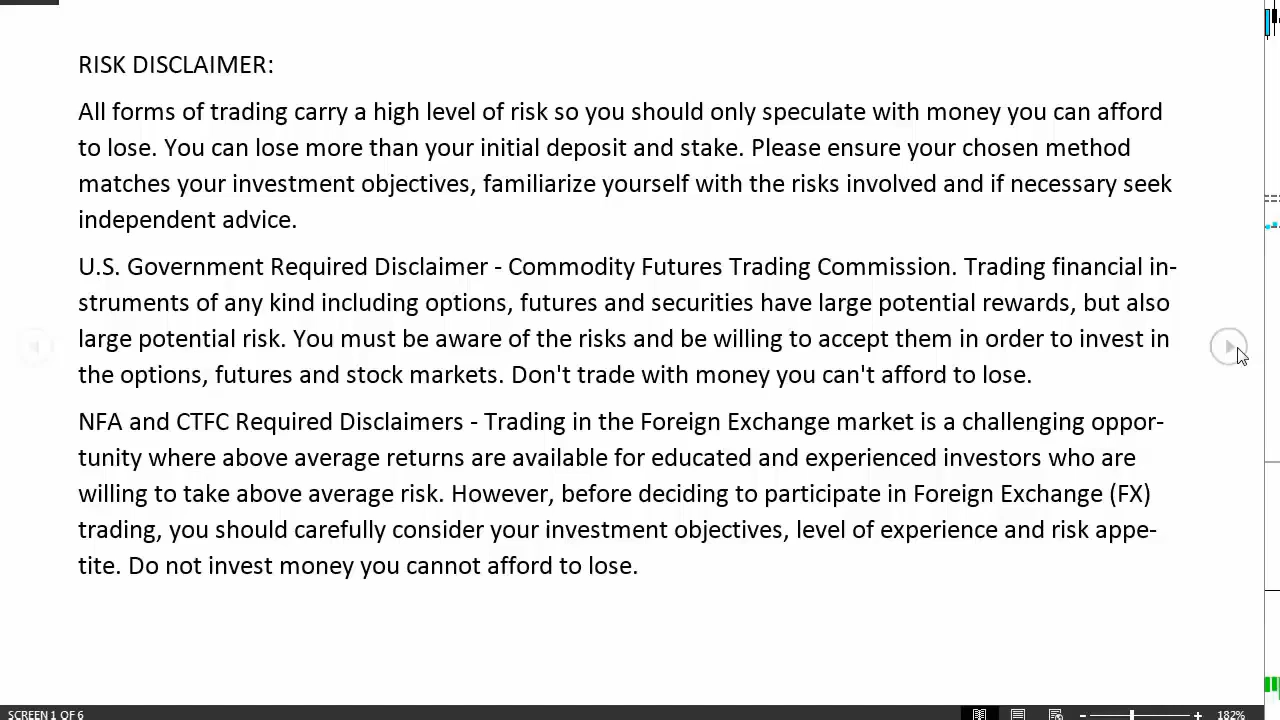 RISK DISCLAIMER:
All forms of trading carry a high level of risk so you should only speculate with money you can afford
to lose. You can lose more than your initial deposit and stake. Please ensure your chosen method
matches your investment objectives, familiarize yourself with the risks involved and if necessary seek
independent advice.
U.S. Government Required Disclaimer - Commodity Futures Trading Commission. Trading financial in-
struments of any kind including options, futures and securities have large potential rewards, but also
large potential risk. You must be aware of the risks and be willing to accept them in order to invest in
the options, futures and stock markets. Don't trade with money you can't afford to lose.
NFA and CTFC Required Disclaimers - Trading in the Foreign Exchange market is a challenging oppor-
tunity where above average returns are available for educated and experienced investors who are
willing to take above average risk. However, before deciding to participate in Foreign Exchange (FX)
trading, you should carefully consider your investment objectives, level of experience and risk appe-
tite. Do not invest money you cannot afford to lose.
SCREEN 1 OF 6
182%